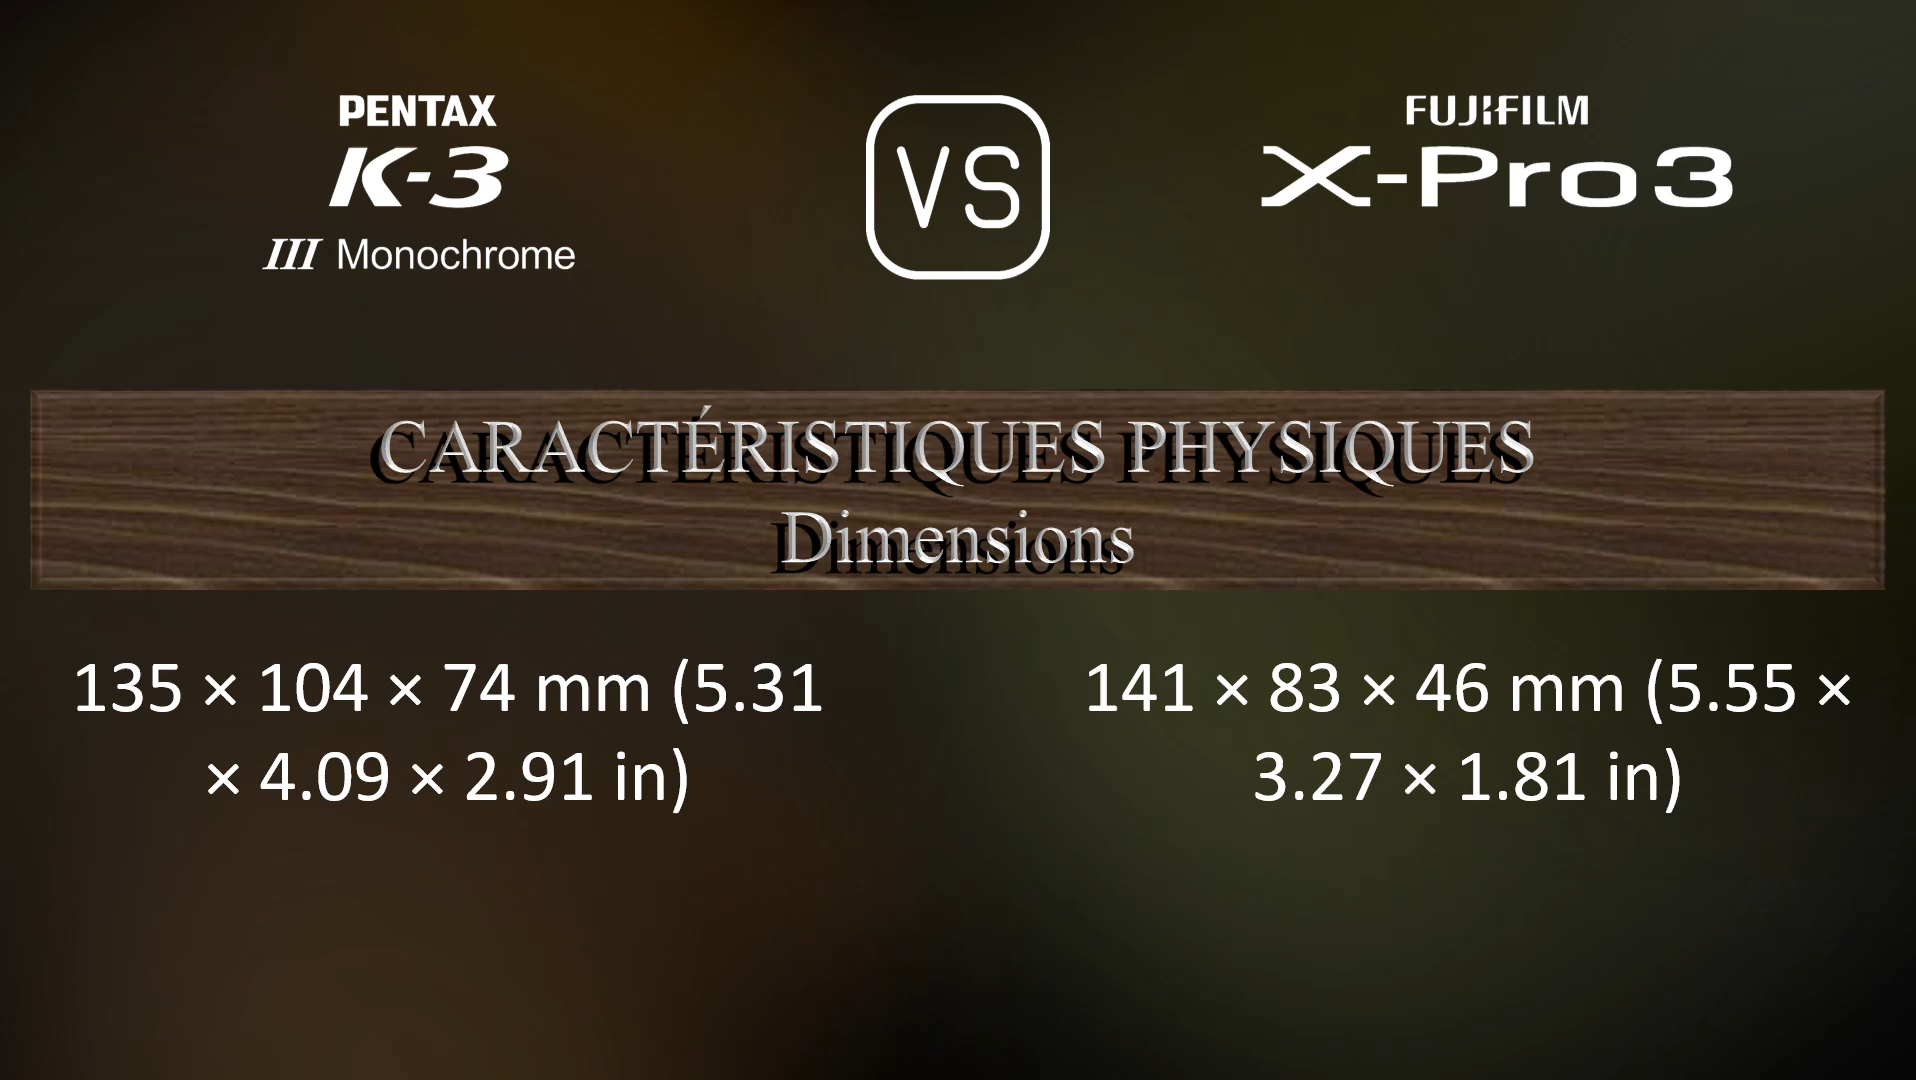 PENTAX
K-3
III Monochrome
VS
FUJIFILM
X-Pro3
CARACTÉRISTIQUES PHYSIQUES
Dimensions
135 × 104 × 74 mm (5.31
× 4.09 × 2.91 in)
141 × 83 × 46 mm (5.55 ×
3.27 × 1.81 in)